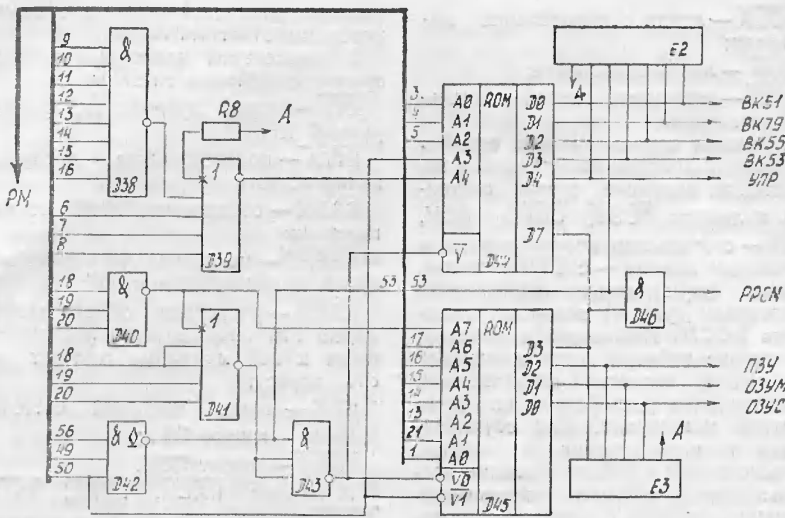 9
10
11
12
13
14
15
16
&
D38
R8
A
РМ
6
7
8
1
D39
18
19
20
&
D40
18
19
20
1
D41
56
49
50
& ◊
D42
&
D43
3
4
5
A0
A1
A2
A3
A4
V
ROM
D0
D1
D2
D3
D4
D7
D44
E2
A
ВК51
ВК79
ВК55
ВК53
УПР
53
53
&
D46
РРСМ
17
16
15
14
13
21
1
A7
A6
A5
A4
A3
A2
A1
A0
V0
V1
ROM
D3
D2
D1
D0
D45
ПЗУ
ОЗУМ
ОЗУС
A
E3